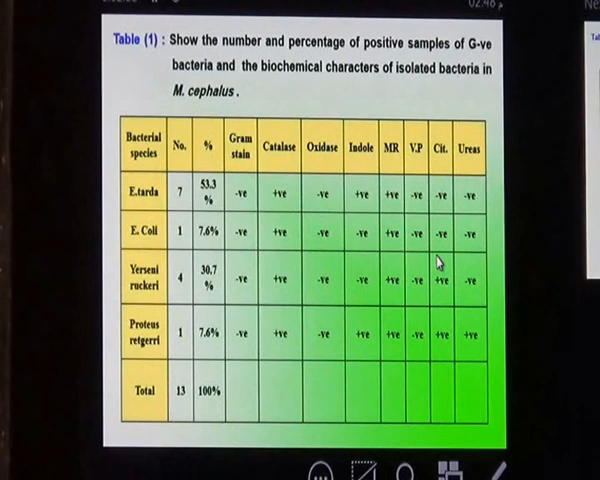 02:48 م
Ne
Table (1) : Show the number and percentage of positive samples of G-ve
bacteria and the biochemical characters of isolated bacteria in
M. cephalus .
Bacterial species No. % Gram stain Catalase Oxidase Indole MR V.P Cit. Ureas
E.tarda 7 53.3 % -ve +ve -ve +ve +ve -ve -ve -ve
E. Coli 1 7.6% -ve +ve -ve -ve +ve -ve -ve -ve
Yerseni ruckeri 4 30.7 % -ve +ve -ve -ve +ve -ve +ve -ve
Proteus retgerri 1 7.6% -ve +ve -ve +ve +ve -ve +ve +ve
Total 13 100%